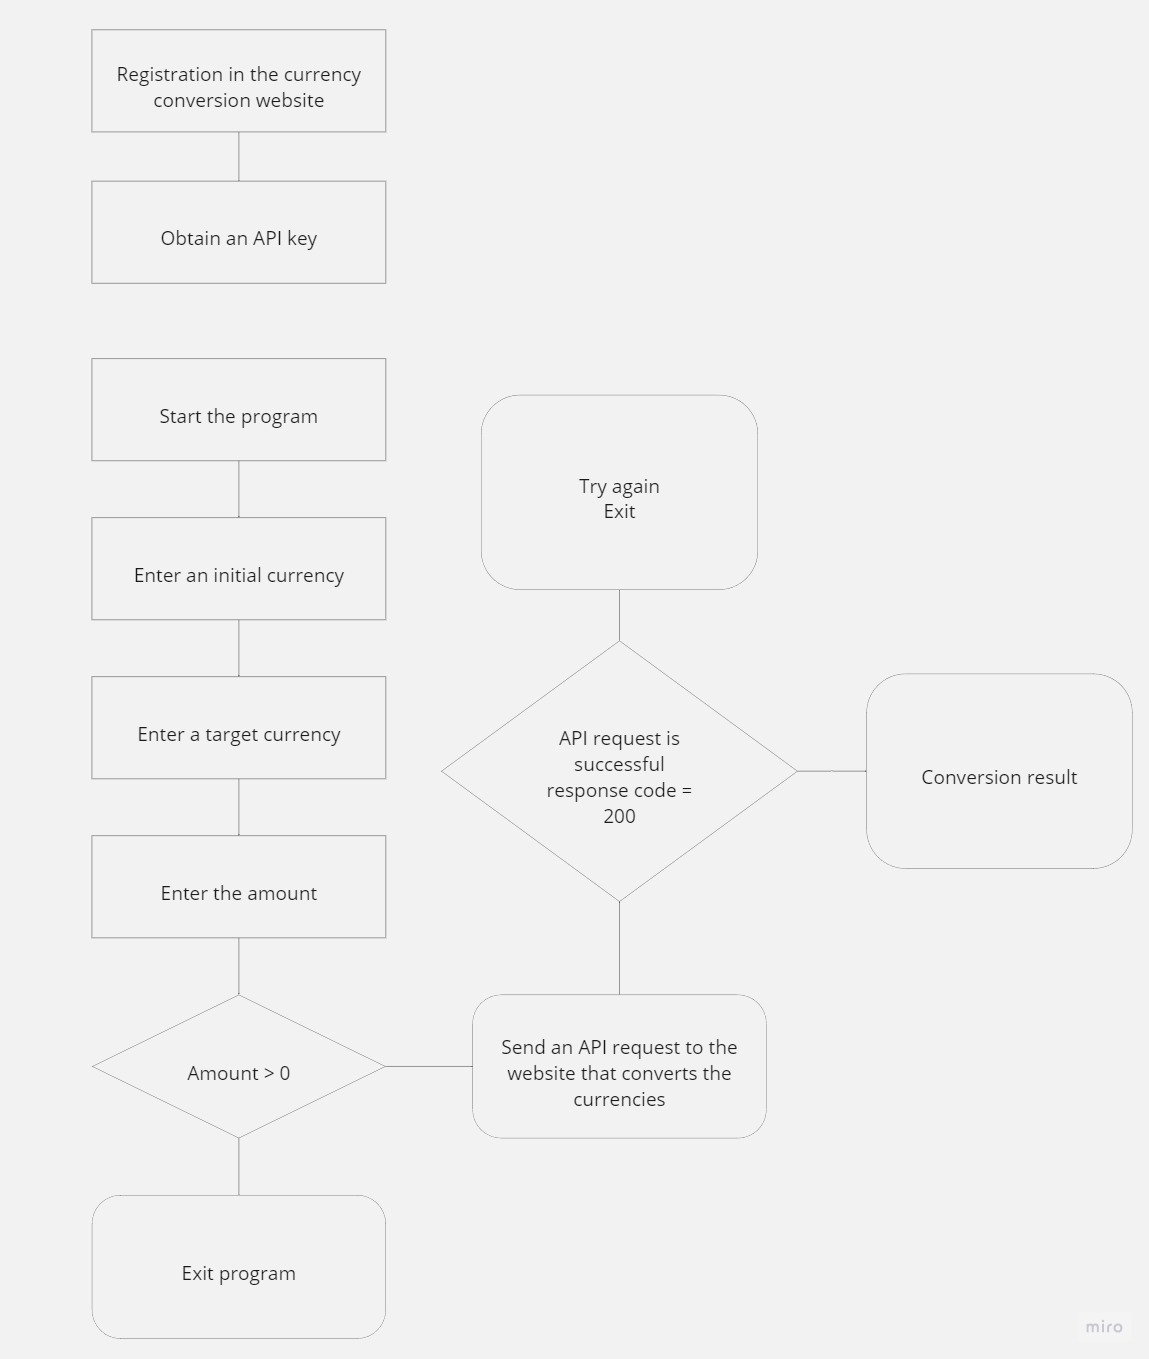 Registration in the currency
conversion website
Obtain an API key
Start the program
Enter an initial currency
Enter a target currency
Enter the amount
Amount > 0
Exit program
Send an API request to the
website that converts the
currencies
API request is
successful
response code =
200
Try again
Exit
Conversion result
miro